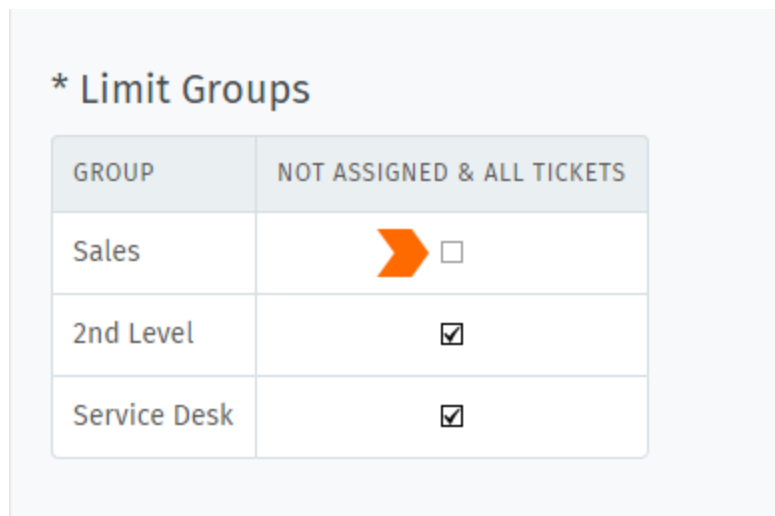 * Limit Groups
GROUP NOT ASSIGNED & ALL TICKETS
Sales
2nd Level
Service Desk